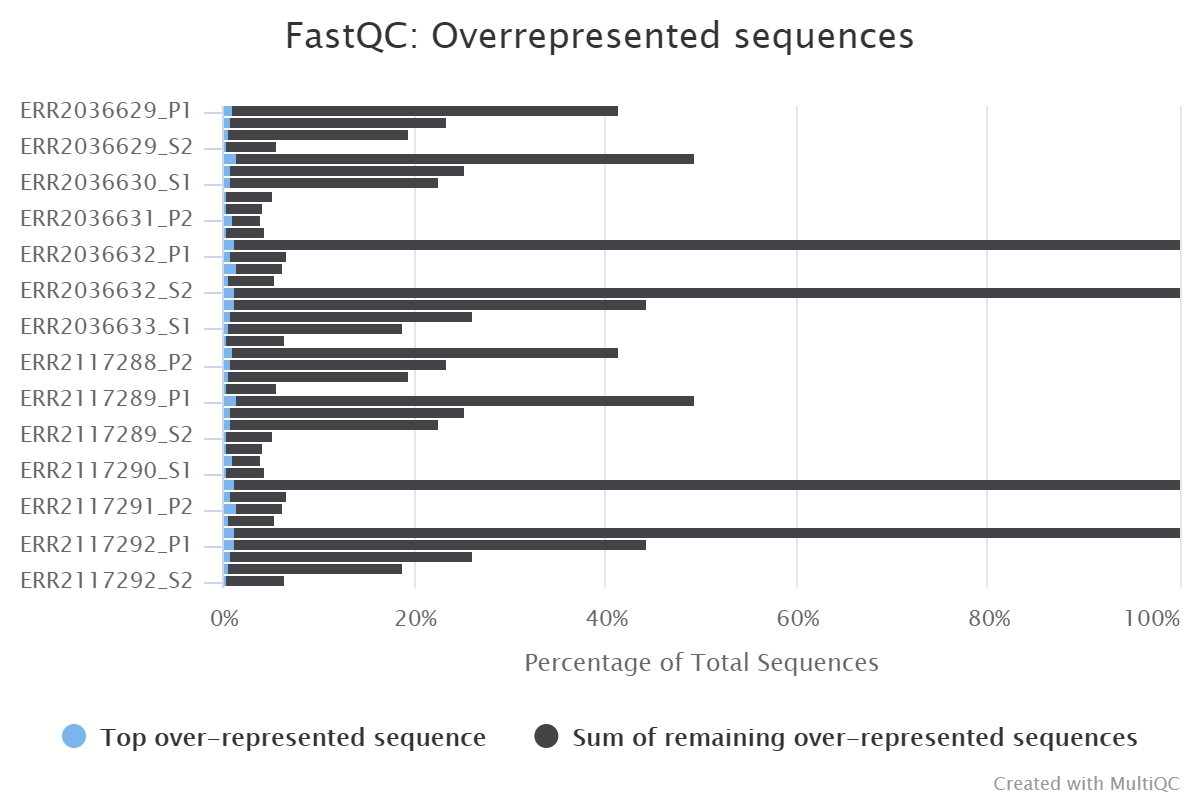 FastQC: Overrepresented sequences
ERR2036629_P1
ERR2036629_S2
ERR2036630_S1
ERR2036631_P2
ERR2036632_P1
ERR2036632_S2
ERR2036633_S1
ERR2117288_P2
ERR2117289_P1
ERR2117289_S2
ERR2117290_S1
ERR2117291_P2
ERR2117292_P1
ERR2117292_S2
0% 20% 40% 60% 80% 100%
Percentage of Total Sequences
Top over-represented sequence Sum of remaining over-represented sequences
Created with MultiQC